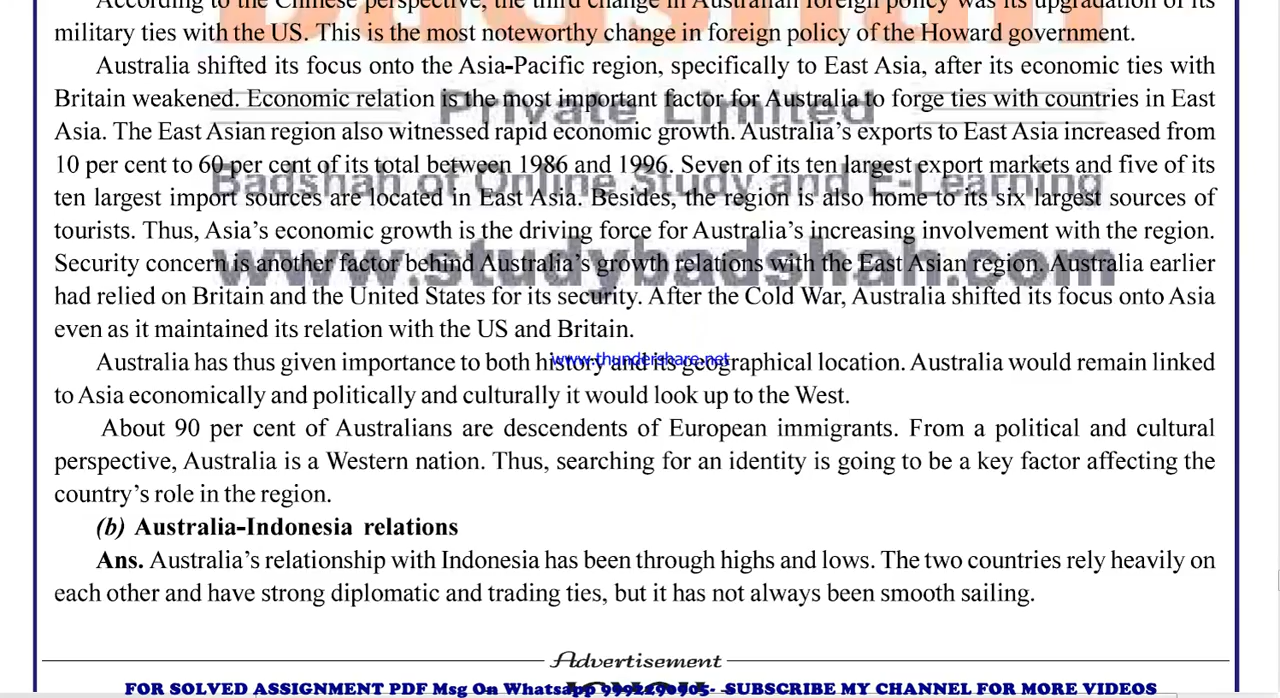 According to the Chinese perspective, the third change in Australian foreign policy was its upgradation of its
military ties with the US. This is the most noteworthy change in foreign policy of the Howard government.
Australia shifted its focus onto the Asia-Pacific region, specifically to East Asia, after its economic ties with
Britain weakened. Economic relation is the most important factor for Australia to forge ties with countries in East
Private Limited
Asia. The East Asian region also witnessed rapid economic growth. Australia's exports to East Asia increased from
10 per cent to 60 per cent of its total between 1986 and 1996. Seven of its ten largest export markets and five of its
Badshah of Online Study and E-Learning
ten largest import sources are located in East Asia. Besides, the region is also home to its six largest sources of
tourists. Thus, Asia's economic growth is the driving force for Australia's increasing involvement with the region.
Security concern is another factor behind Australia's growth relations with the East Asian region. Australia earlier
www.studybadshah.com
had relied on Britain and the United States for its security. After the Cold War, Australia shifted its focus onto Asia
even as it maintained its relation with the US and Britain.
Australia has thus given importance to both history and its geographical location. Australia would remain linked
www.thundershare.net
to Asia economically and politically and culturally it would look up to the West.
About 90 per cent of Australians are descendents of European immigrants. From a political and cultural
perspective, Australia is a Western nation. Thus, searching for an identity is going to be a key factor affecting the
country's role in the region.
(b) Australia-Indonesia relations
Ans. Australia's relationship with Indonesia has been through highs and lows. The two countries rely heavily on
each other and have strong diplomatic and trading ties, but it has not always been smooth sailing.
Advertisement
FOR SOLVED ASSIGNMENT PDF Msg On Whatsapp 9992290905- SUBSCRIBE MY CHANNEL FOR MORE VIDEOS